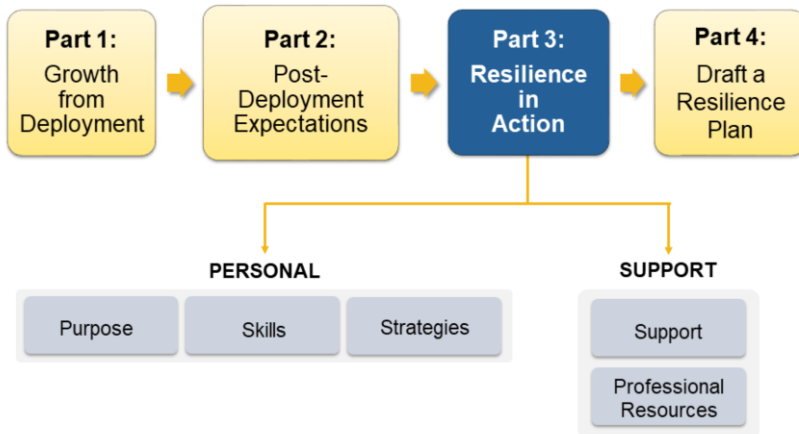 Part 1:
Growth
from
Deployment
Part 2:
Post-
Deployment
Expectations
Part 3:
Resilience
in
Action
Part 4:
Draft a
Resilience
Plan
PERSONAL
Purpose
Skills
Strategies
SUPPORT
Support
Professional
Resources